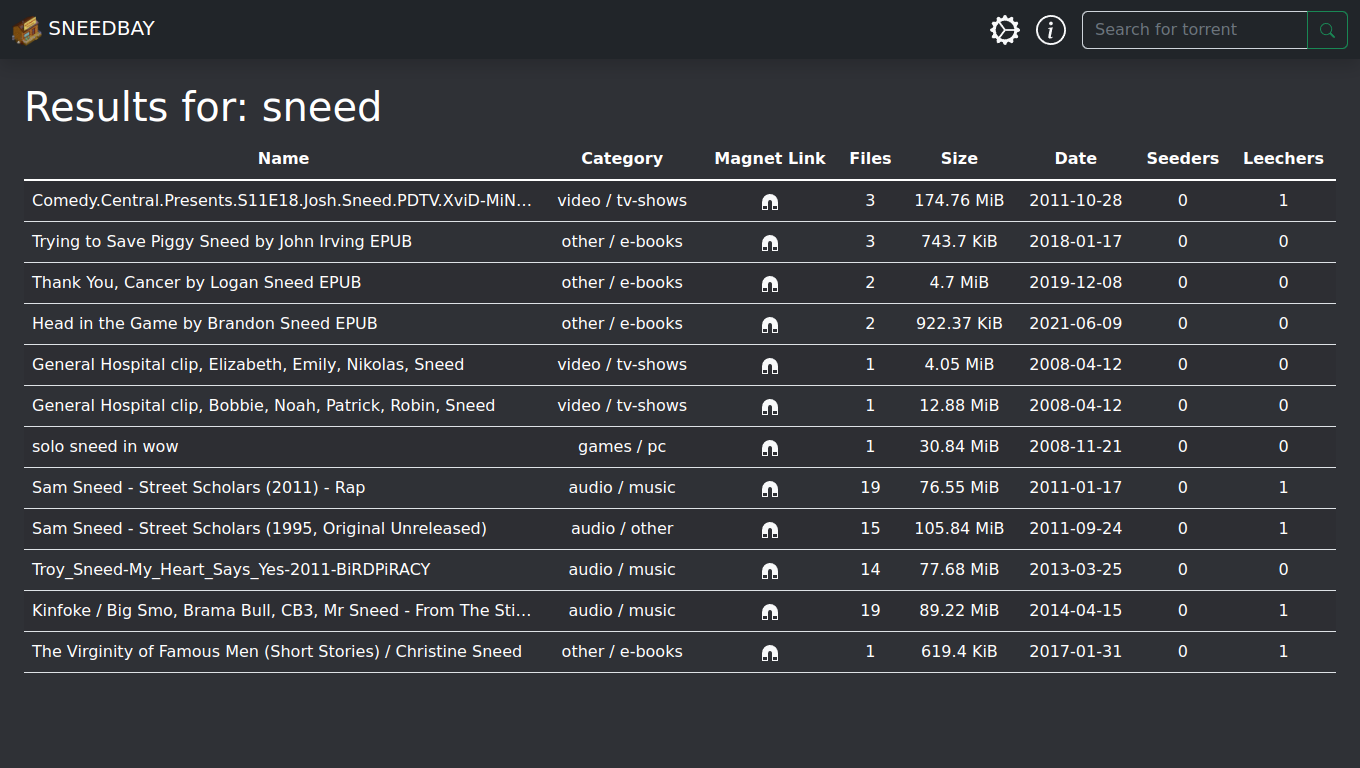 SNEEDBAY
Search for torrent
Results for: sneed
Name Category Magnet Link Files Size Date Seeders Leechers
Comedy.Central.Presents.S11E18.Josh.Sneed.PDTV.XviD-MiN... video / tv-shows 3 174.76 MiB 2011-10-28 0 1
Trying to Save Piggy Sneed by John Irving EPUB other / e-books 3 743.7 KiB 2018-01-17 0 0
Thank You, Cancer by Logan Sneed EPUB other / e-books 2 4.7 MiB 2019-12-08 0 0
Head in the Game by Brandon Sneed EPUB other / e-books 2 922.37 KiB 2021-06-09 0 0
General Hospital clip, Elizabeth, Emily, Nikolas, Sneed video / tv-shows 1 4.05 MiB 2008-04-12 0 0
General Hospital clip, Bobbie, Noah, Patrick, Robin, Sneed video / tv-shows 1 12.88 MiB 2008-04-12 0 0
solo sneed in wow games / pc 1 30.84 MiB 2008-11-21 0 0
Sam Sneed - Street Scholars (2011) - Rap audio / music 19 76.55 MiB 2011-01-17 0 1
Sam Sneed - Street Scholars (1995, Original Unreleased) audio / other 15 105.84 MiB 2011-09-24 0 1
Troy_Sneed-My_Heart_Says_Yes-2011-BiRDPiRACY audio / music 14 77.68 MiB 2013-03-25 0 0
Kinfoke / Big Smo, Brama Bull, CB3, Mr Sneed - From The Sti... audio / music 19 89.22 MiB 2014-04-15 0 1
The Virginity of Famous Men (Short Stories) / Christine Sneed other / e-books 1 619.4 KiB 2017-01-31 0 1